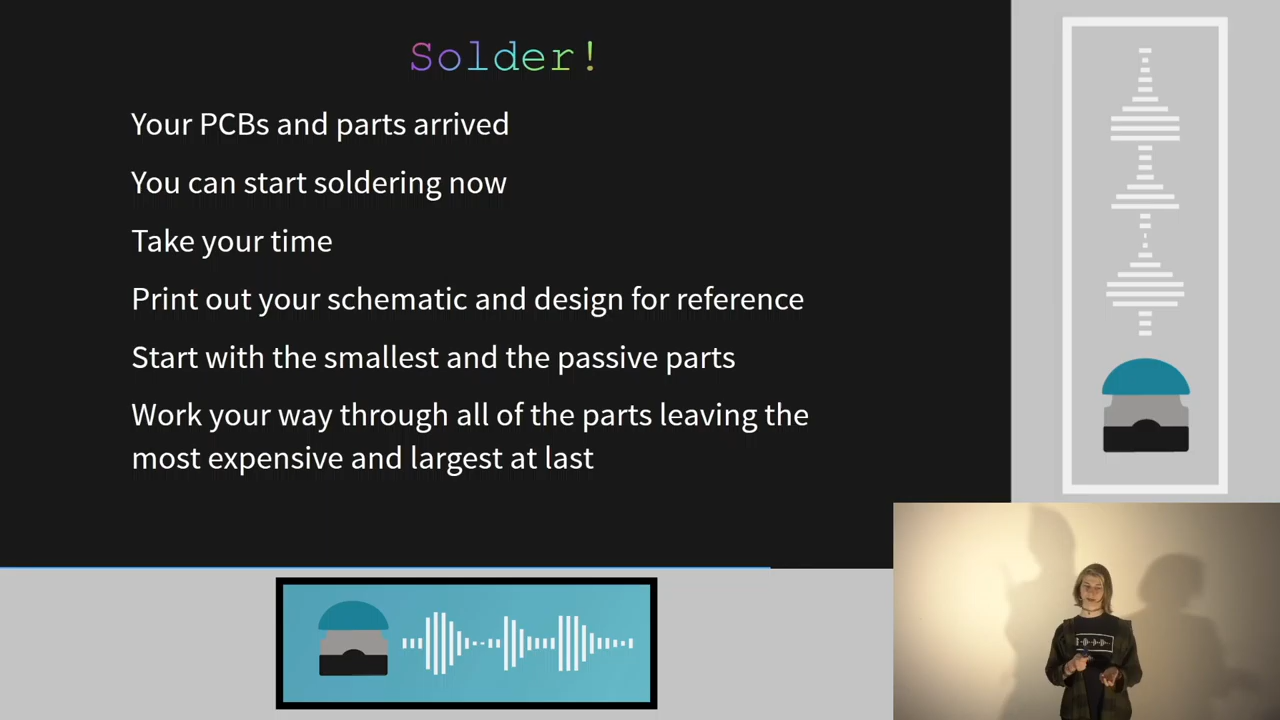 Solder!
Your PCBs and parts arrived
You can start soldering now
Take your time
Print out your schematic and design for reference
Start with the smallest and the passive parts
Work your way through all of the parts leaving the
most expensive and largest at last